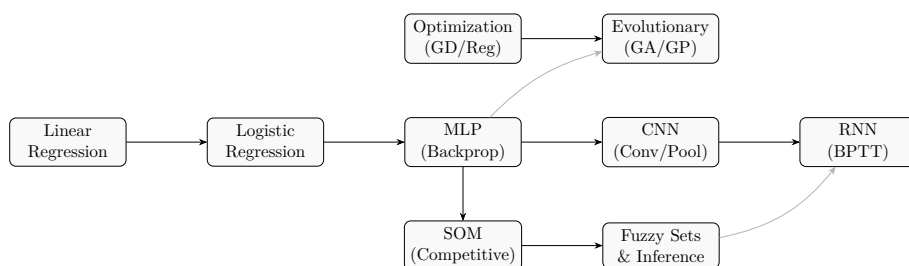 Optimization
(GD/Reg)
Evolutionary
(GA/GP)
Linear
Regression
Logistic
Regression
MLP
(Backprop)
CNN
(Conv/Pool)
RNN
(BPTT)
SOM
(Competitive)
Fuzzy Sets
& Inference